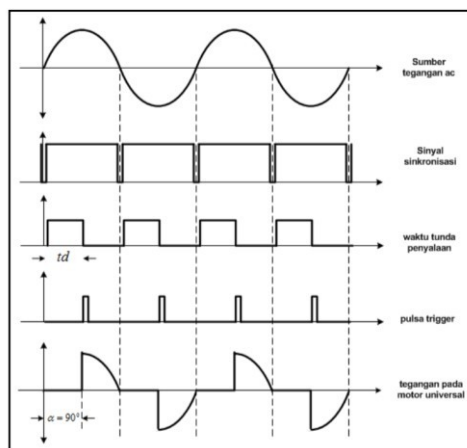 Sumber
tegangan ac
Sinyal
sinkronisasi
waktu tunda
penyalaan
td
pulsa trigger
tegangan pada
motor universal
α = 90°